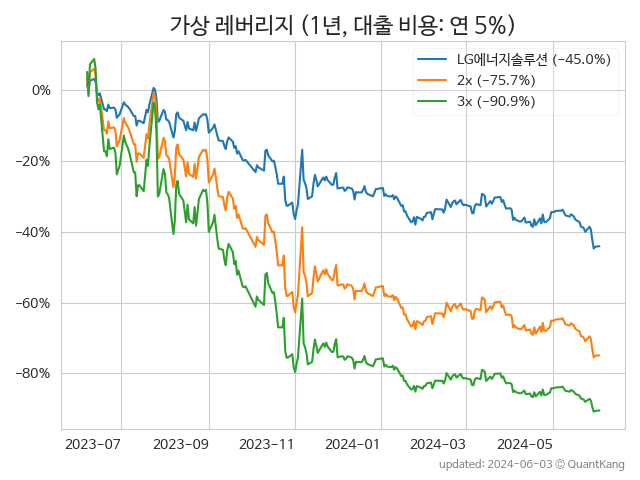 가상 레버리지 (1년, 대출 비용: 연 5%)
LG에너지솔루션 (−45.0%)
2x (−75.7%)
3x (−90.9%)
0%
−20%
−40%
−60%
−80%
2023−07 2023−09 2023−11 2024−01 2024−03 2024−05
updated: 2024−06−03 ⓒ QuantKang